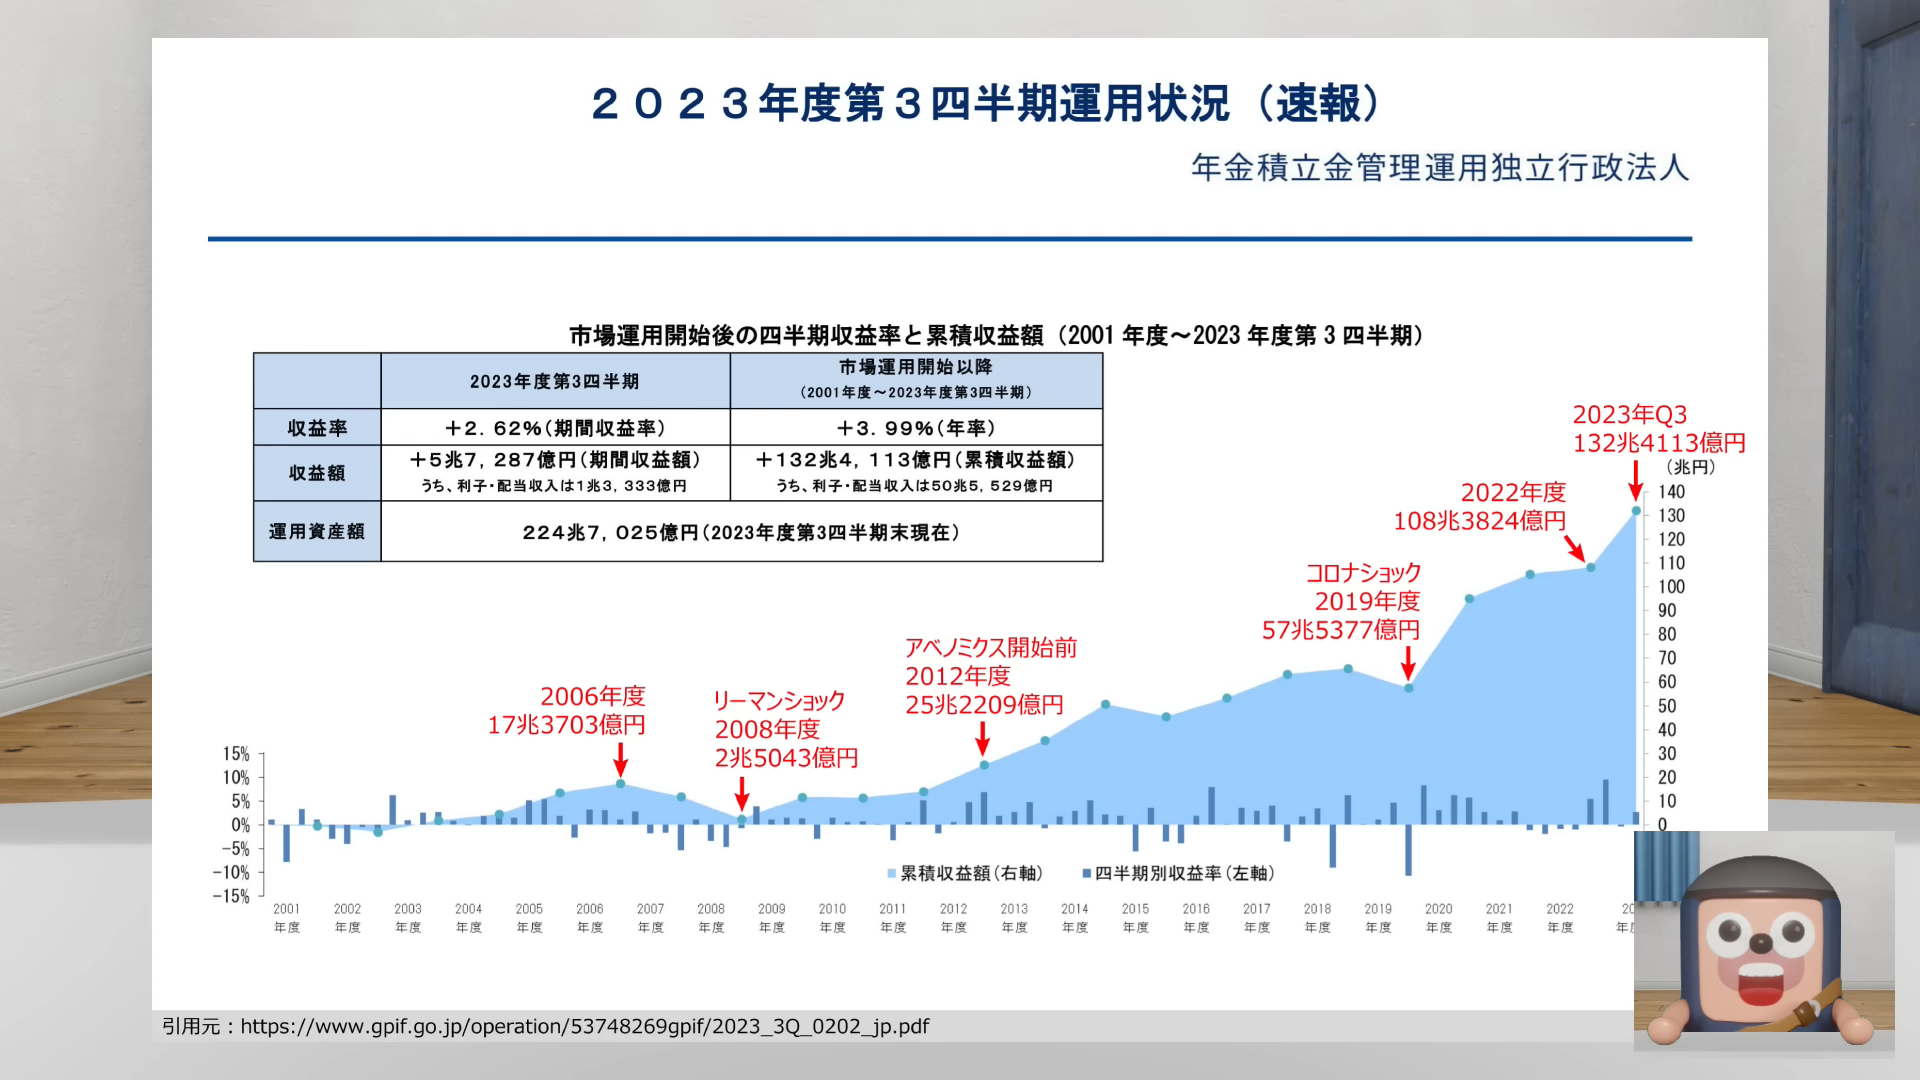 ２０２３年度第３四半期運用状況（速報）
年金積立金管理運用独立行政法人
市場運用開始後の四半期収益率と累積収益額（2001 年度～2023 年度第 3 四半期）
2023年度第3四半期
市場運用開始以降
（2001年度～2023年度第3四半期）
収益率
＋2．62%（期間収益率）
＋3．99%（年率）
収益額
＋5兆7，287億円（期間収益額）
うち、利子・配当収入は1兆3，333億円
＋132兆4，113億円（累積収益額）
うち、利子・配当収入は50兆5，529億円
運用資産額
224兆7，025億円（2023年度第3四半期末現在）
2023年Q3
132兆4113億円
（兆円）
2022年度
108兆3824億円
コロナショック
2019年度
57兆5377億円
アベノミクス開始前
2012年度
25兆2209億円
リーマンショック
2008年度
2兆5043億円
2006年度
17兆3703億円
15%
10%
5%
0%
−5%
−10%
−15%
140
130
120
110
100
90
80
70
60
50
40
30
20
10
0
累積収益額（右軸）
四半期別収益率（左軸）
2001 2002 2003 2004 2005 2006 2007 2008 2009 2010 2011 2012 2013 2014 2015 2016 2017 2018 2019 2020 2021 2022
年度 年度 年度 年度 年度 年度 年度 年度 年度 年度 年度 年度 年度 年度 年度 年度 年度 年度 年度 年度 年度 年度
引用元：https://www.gpif.go.jp/operation/53748269gpif/2023_3Q_0202_jp.pdf